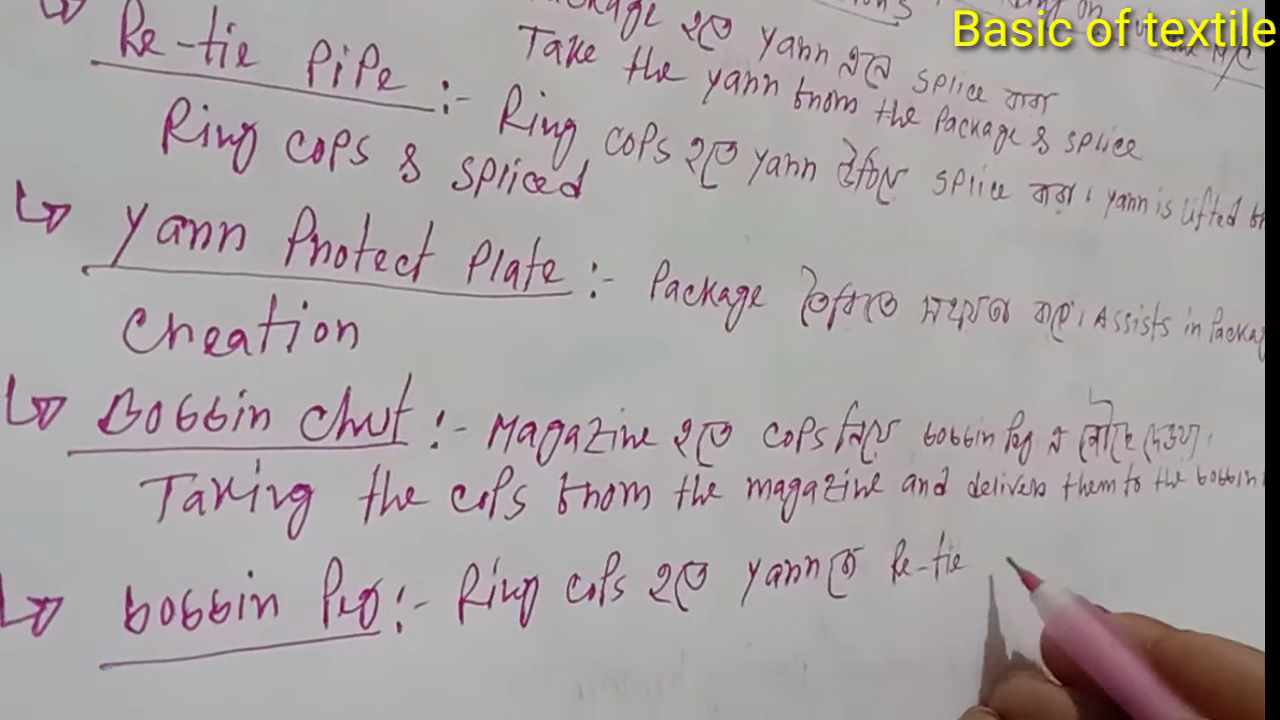 Basic of textile
Package হতে yarn এনে splice করা
Take the yarn from the Package & splice
Re-tie Pipe :- Ring cops হতে yarn উঠিয়ে splice করা। yarn is lifted
Ring cops & spliced
Yarn Protect Plate :- Package তৈরিতে সহায়তা করে। Assists in
Creation
Bobbin Chut :- Magazine হতে cops নিয়ে bobbin Peg এ পৌঁছে দেওয়া।
Taking the cops from the magazine and delivers them to the bobbin
bobbin Peg :- Ring cops হতে yarn কে Re-tie